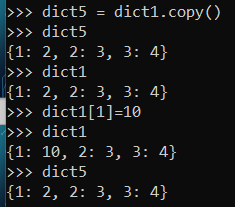 >>> dict5 = dict1.copy()
>>> dict5
{1: 2, 2: 3, 3: 4}
>>> dict1
{1: 2, 2: 3, 3: 4}
>>> dict1[1]=10
>>> dict1
{1: 10, 2: 3, 3: 4}
>>> dict5
{1: 2, 2: 3, 3: 4}